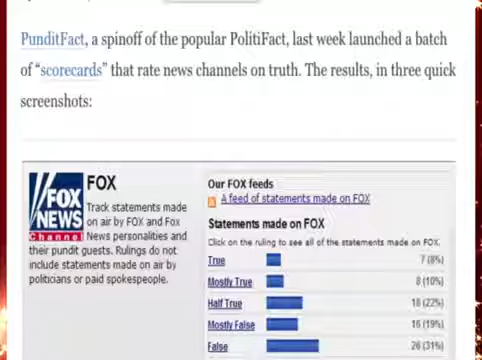 PunditFact, a spinoff of the popular PolitiFact, last week launched a batch
of “scorecards” that rate news channels on truth. The results, in three quick
screenshots:
FOX
NEWS
Channel
FOX
Track statements made
on air by FOX and Fox
News personalities and
their pundit guests. Rulings do not
include statements made on air by
politicians or paid spokespeople.
Our FOX feeds
A feed of statements made on FOX
Statements made on FOX
Click on the ruling to see all of the statements made on FOX.
True 7 (8%)
Mostly True 8 (10%)
Half True 18 (22%)
Mostly False 16 (19%)
False 26 (31%)